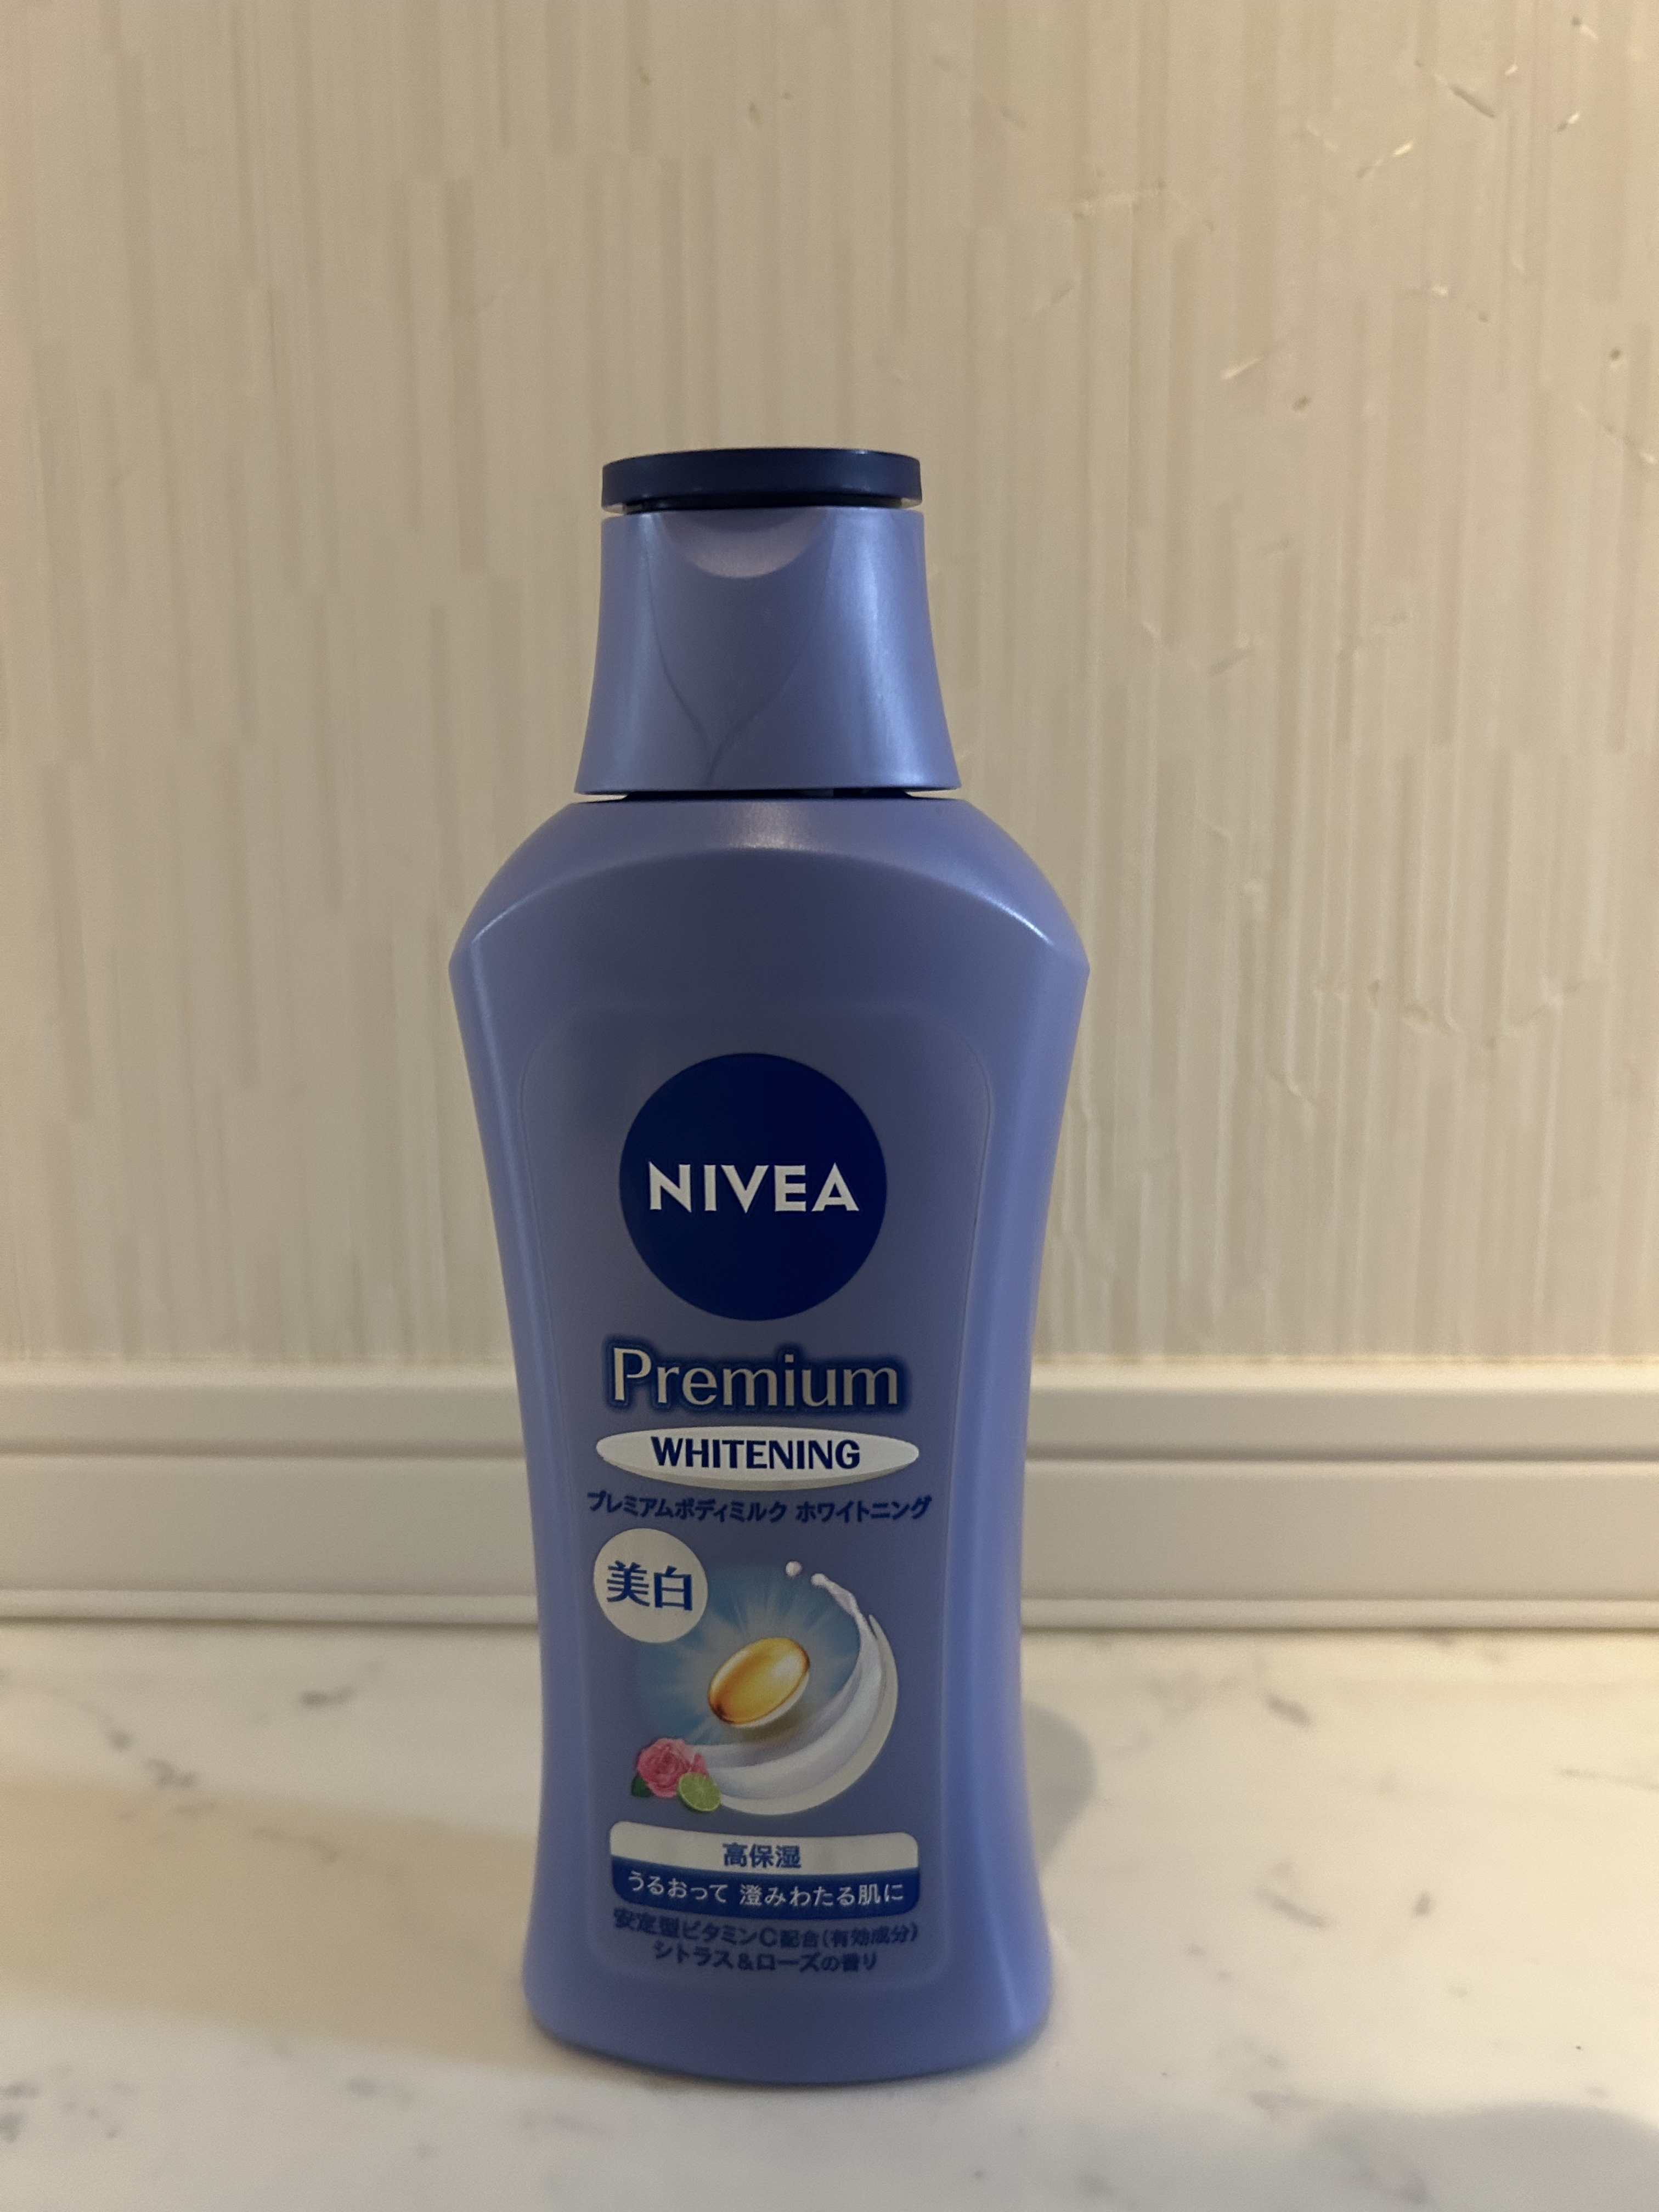 NIVEA
Premium
WHITENING
プレミアムボディミルク ホワイトニング
美白
高保湿
うるおって 澄みわたる肌に
安定型ビタミンC配合(有効成分)
シトラス&ローズの香り